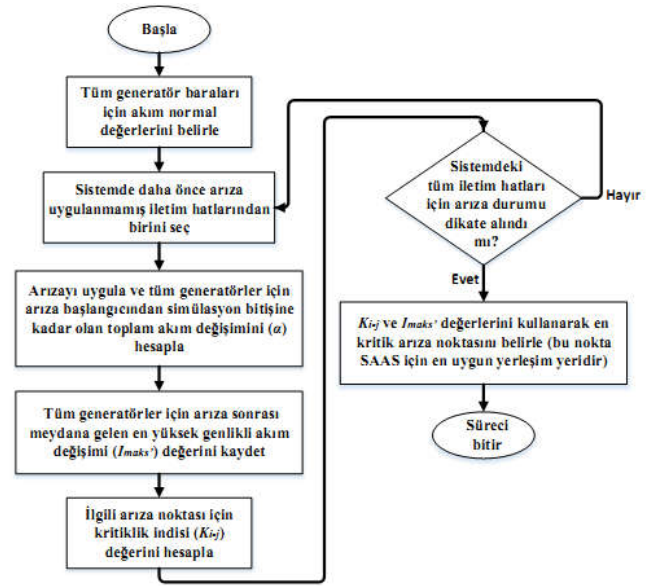 Başla
Tüm generatör baraları
için akım normal
değerlerini belirle
Sistemde daha önce arıza
uygulanmamış iletim hatlarından
birini seç
Arızayı uygula ve tüm generatörler için
arıza başlangıcından simülasyon bitişine
kadar olan toplam akım değişimini (α)
hesapla
Tüm generatörler için arıza sonrası
meydana gelen en yüksek genlikli akım
değişimi (Imaks') değerini kaydet
İlgili arıza noktası için
kritiklik indisi (Ki-j)
değerini hesapla
Sistemdeki
tüm iletim hatları
için arıza durumu
dikate alındı
mı?
Hayır
Evet
Ki-j ve Imaks' değerlerini kullanarak en
kritik arıza noktasını belirle (bu nokta
SAAS için en uygun yerleşim yeridir)
Süreci
bitir